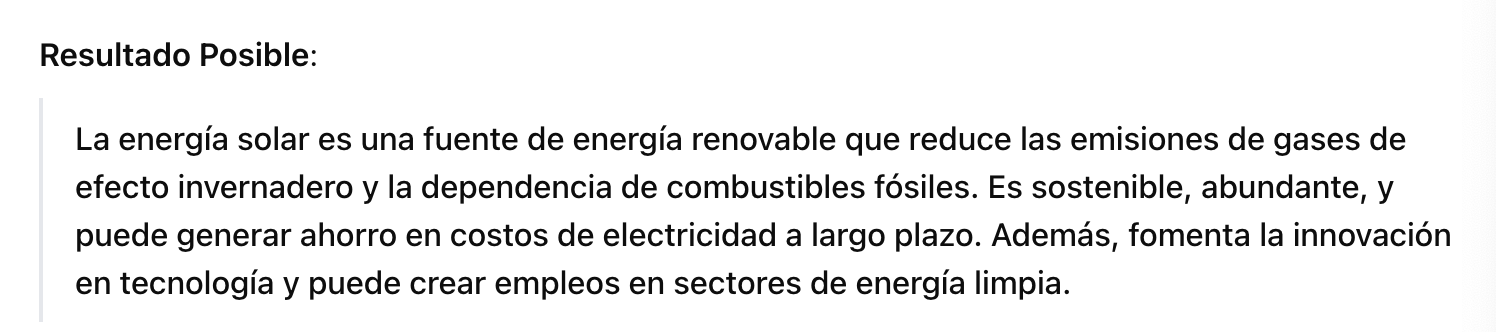 Resultado Posible:
La energía solar es una fuente de energía renovable que reduce las emisiones de gases de
efecto invernadero y la dependencia de combustibles fósiles. Es sostenible, abundante, y
puede generar ahorro en costos de electricidad a largo plazo. Además, fomenta la innovación
en tecnología y puede crear empleos en sectores de energía limpia.